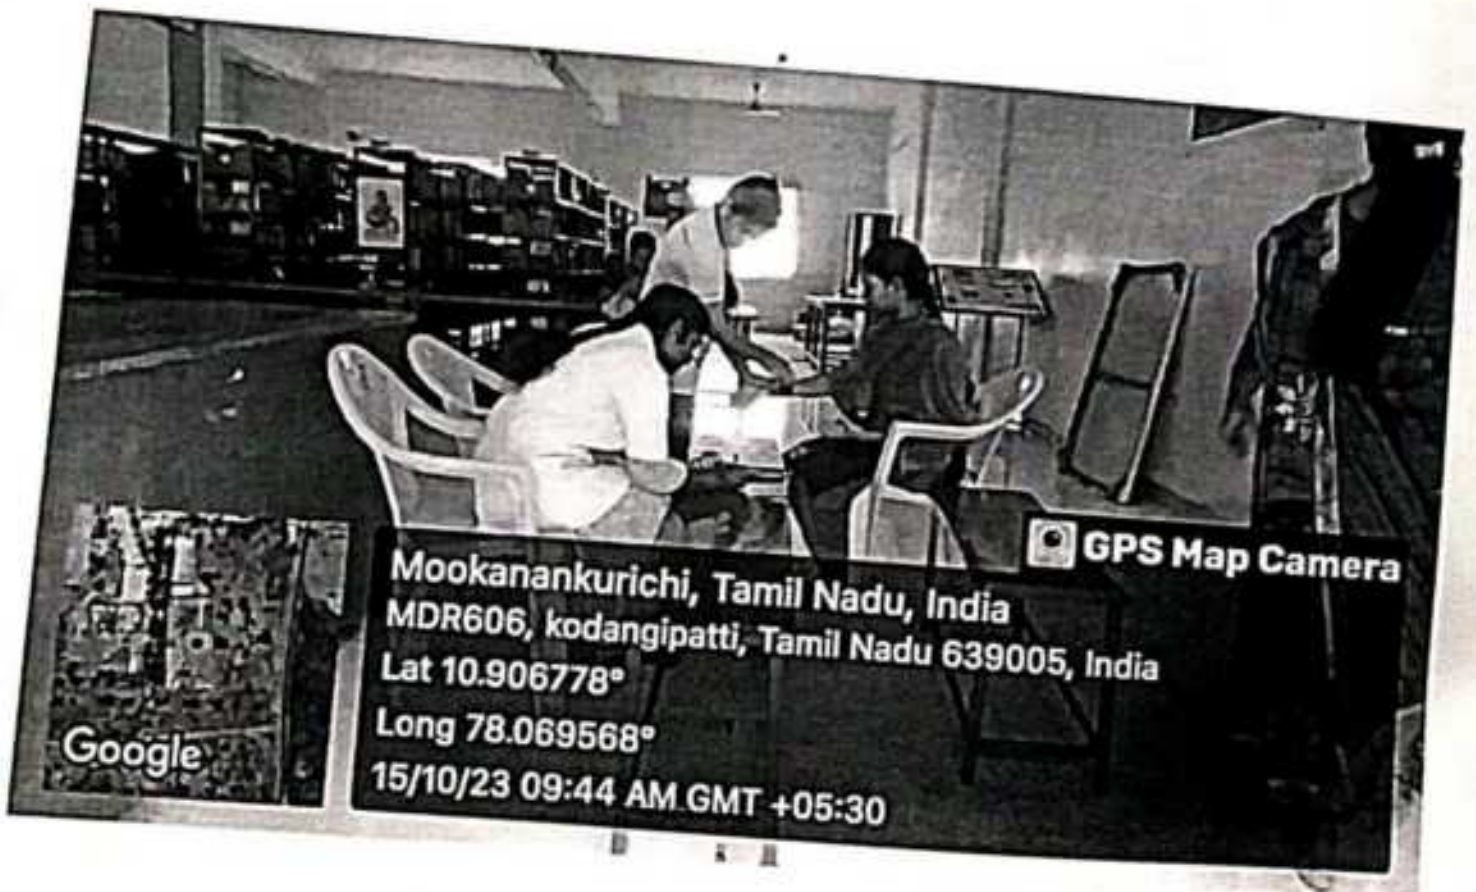 GPS Map Camera
Mookanankurichi, Tamil Nadu, India
MDR606, kodangipatti, Tamil Nadu 639005, India
Lat 10.906778°
Long 78.069568°
15/10/23 09:44 AM GMT +05:30
Google